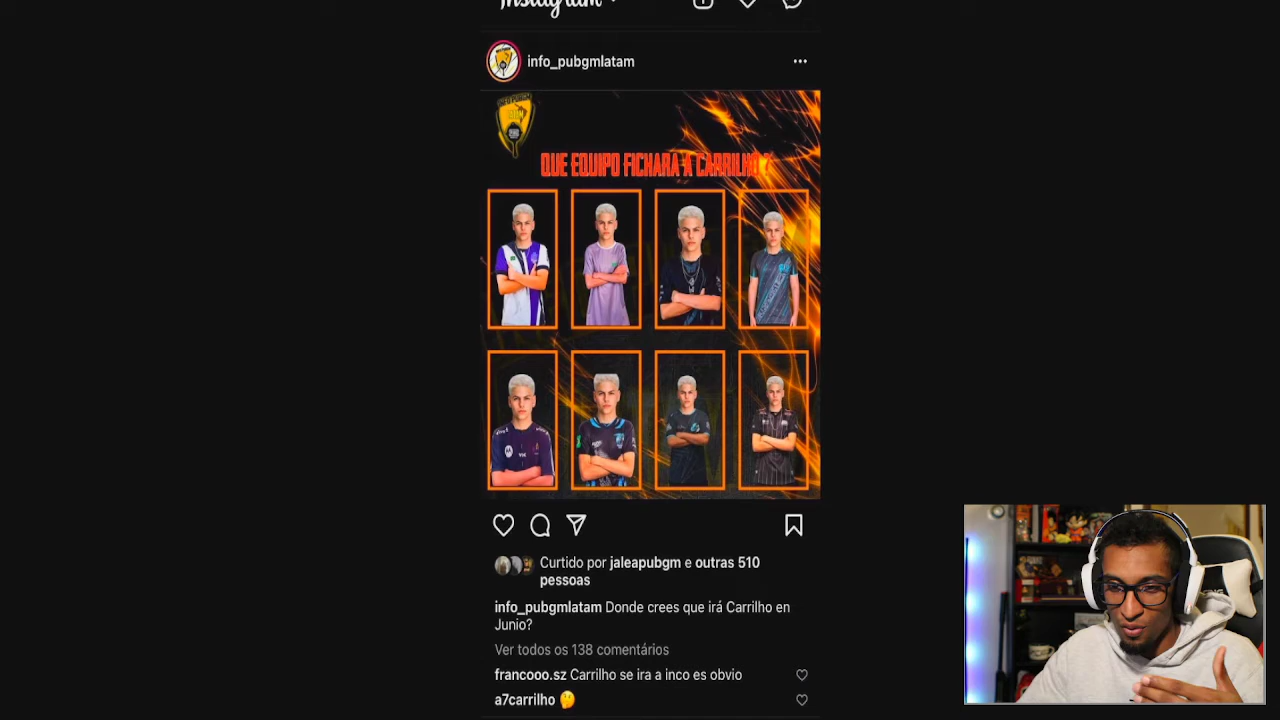 Instagram
info_pubgmlatam
QUE EQUIPO FICHARA A CARRILHO ?
Curtido por jaleapubgm e outras 510
pessoas
info_pubgmlatam Donde crees que irá Carrilho en
Junio?
Ver todos os 138 comentários
francooo.sz Carrilho se ira a inco es obvio
a7carrilho 🤔